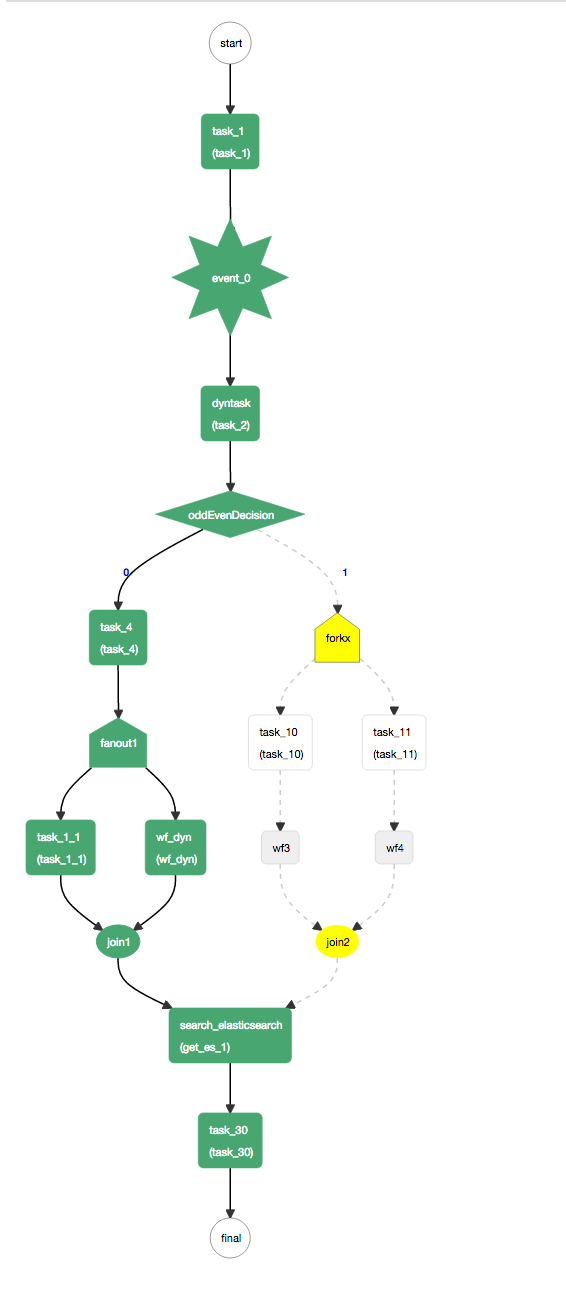 start
task_1
(task_1)
event_0
dyntask
(task_2)
oddEvenDecision
0
1
task_4
(task_4)
forkx
fanout1
task_10
(task_10)
task_11
(task_11)
task_1_1
(task_1_1)
wf_dyn
(wf_dyn)
wf3
wf4
join1
join2
search_elasticsearch
(get_es_1)
task_30
(task_30)
final